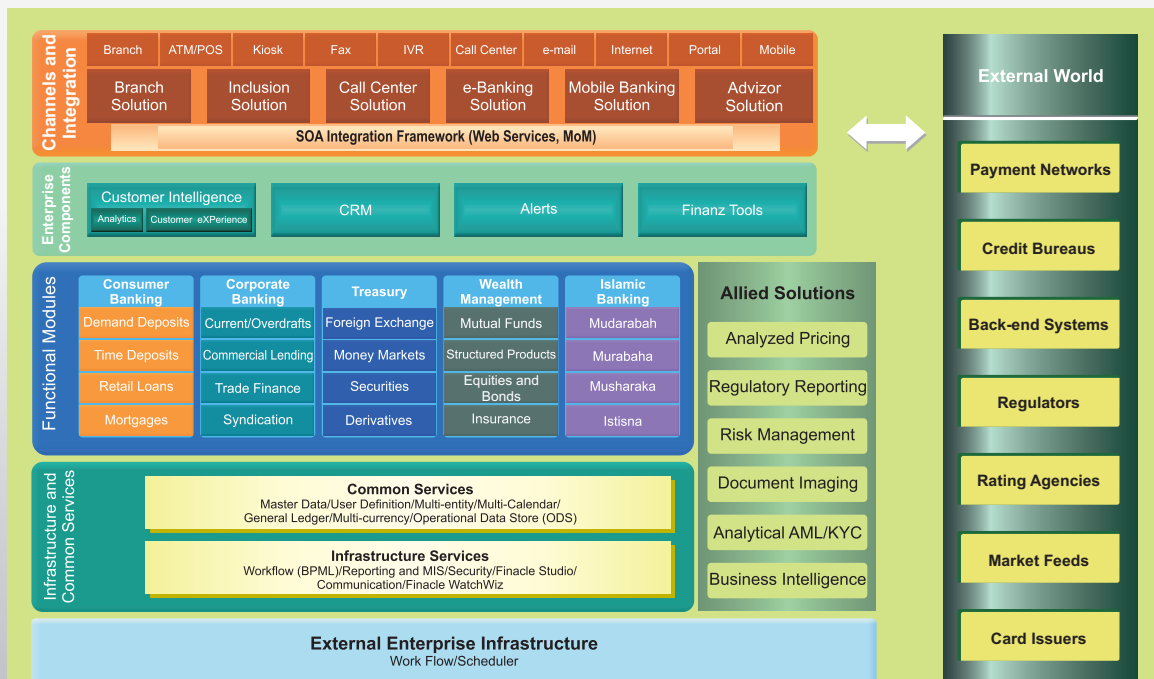 Channels and
Integration
Branch
ATM/POS
Kiosk
Fax
IVR
Call Center
e-mail
Internet
Portal
Mobile
Branch
Solution
Inclusion
Solution
Call Center
Solution
e-Banking
Solution
Mobile Banking
Solution
Advizor
Solution
SOA Integration Framework (Web Services, MoM)
Enterprise
Components
Customer Intelligence
Analytics
Customer eXPerience
CRM
Alerts
Finanz Tools
Functional Modules
Consumer
Banking
Demand Deposits
Time Deposits
Retail Loans
Mortgages
Corporate
Banking
Current/Overdrafts
Commercial Lending
Trade Finance
Syndication
Treasury
Foreign Exchange
Money Markets
Securities
Derivatives
Wealth
Management
Mutual Funds
Structured Products
Equities and
Bonds
Insurance
Islamic
Banking
Mudarabah
Murabaha
Musharaka
Istisna
Infrastructure and
Common Services
Common Services
Master Data/User Definition/Multi-entity/Multi-Calendar/
General Ledger/Multi-currency/Operational Data Store (ODS)
Infrastructure Services
Workflow (BPML)/Reporting and MIS/Security/Finacle Studio/
Communication/Finacle WatchWiz
Allied Solutions
Analyzed Pricing
Regulatory Reporting
Risk Management
Document Imaging
Analytical AML/KYC
Business Intelligence
External Enterprise Infrastructure
Work Flow/Scheduler
External World
Payment Networks
Credit Bureaus
Back-end Systems
Regulators
Rating Agencies
Market Feeds
Card Issuers